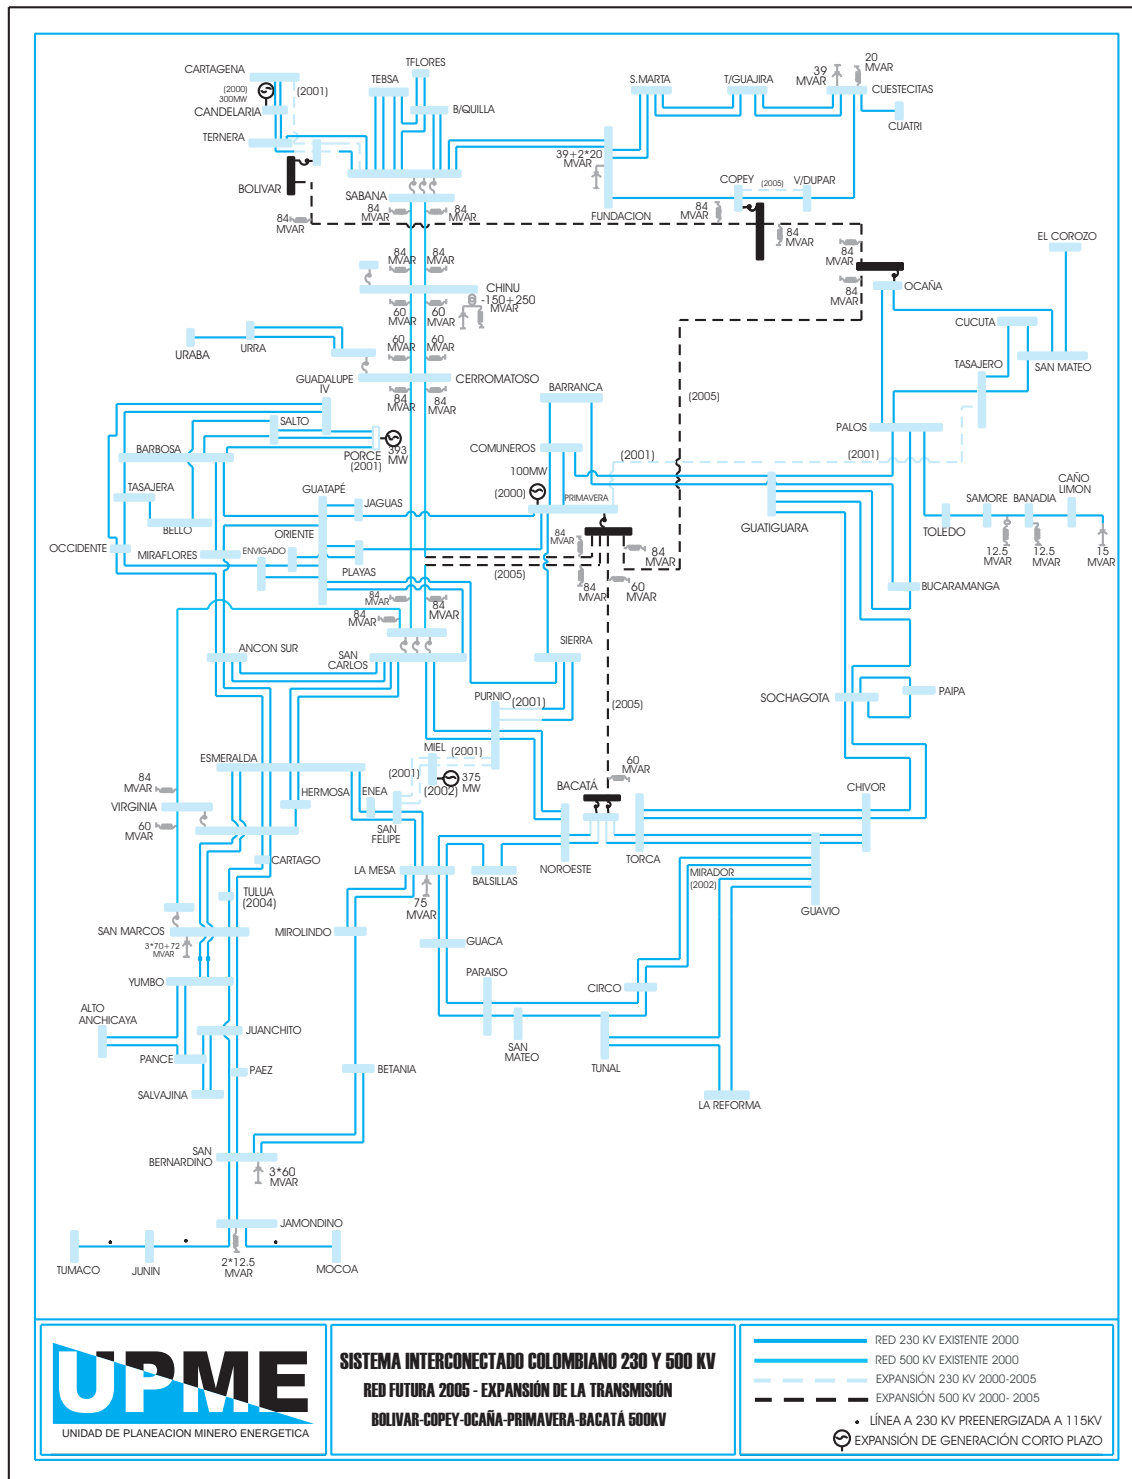 CARTAGENA
(2000)
300MW
(2001)
CANDELARIA
TERNERA
BOLIVAR
84
MVAR
TEBSA
TFLORES
B/QUILLA
SABANA
84
MVAR
84
MVAR
S.MARTA
T/GUAJIRA
39
MVAR
20
MVAR
CUESTECITAS
CUATRI
39+2*20
MVAR
FUNDACION
COPEY
(2005)
V/DUPAR
84
MVAR
84
MVAR
84
MVAR
84
MVAR
OCAÑA
EL COROZO
84
MVAR
84
MVAR
CHINU
-150+250
MVAR
60
MVAR
60
MVAR
60
MVAR
60
MVAR
URABA
URRA
CERROMATOSO
84
MVAR
84
MVAR
GUADALUPE
IV
CUCUTA
TASAJERO
SAN MATEO
BARRANCA
(2005)
SALTO
PORCE
(2001)
393
MW
BARBOSA
COMUNEROS
PALOS
(2001)
(2001)
100MW
(2000)
PRIMAVERA
TASAJERA
BELLO
GUATAPÉ
JAGUAS
ORIENTE
OCCIDENTE
MIRAFLORES
ENVIGADO
PLAYAS
GUATIGUARA
CAÑO
LIMON
SAMORE
BANADIA
TOLEDO
12.5
MVAR
12.5
MVAR
15
MVAR
BUCARAMANGA
84
MVAR
84
MVAR
(2005)
84
MVAR
60
MVAR
84
MVAR
84
MVAR
84
MVAR
ANCON SUR
SAN
CARLOS
SIERRA
PURNIO
(2001)
(2005)
SOCHAGOTA
PAIPA
MIEL
(2001)
(2001)
375
MW
(2002)
60
MVAR
BACATÁ
CHIVOR
ESMERALDA
HERMOSA
ENEA
SAN
FELIPE
84
MVAR
VIRGINIA
60
MVAR
CARTAGO
LA MESA
75
MVAR
BALSILLAS
NOROESTE
TORCA
MIRADOR
(2002)
GUAVIO
TULUA
(2004)
SAN MARCOS
3*70+72
MVAR
MIROLINDO
GUACA
YUMBO
PARAISO
CIRCO
ALTO
ANCHICAYA
JUANCHITO
PANCE
PAEZ
SALVAJINA
BETANIA
SAN
MATEO
TUNAL
LA REFORMA
SAN
BERNARDINO
3*60
MVAR
JAMONDINO
TUMACO
JUNIN
2*12.5
MVAR
MOCOA
UPME
UNIDAD DE PLANEACION MINERO ENERGETICA
SISTEMA INTERCONECTADO COLOMBIANO 230 Y 500 KV
RED FUTURA 2005 - EXPANSIÓN DE LA TRANSMISIÓN
BOLIVAR-COPEY-OCAÑA-PRIMAVERA-BACATÁ 500KV
RED 230 KV EXISTENTE 2000
RED 500 KV EXISTENTE 2000
EXPANSIÓN 230 KV 2000-2005
EXPANSIÓN 500 KV 2000- 2005
LÍNEA A 230 KV PREENERGIZADA A 115KV
EXPANSIÓN DE GENERACIÓN CORTO PLAZO